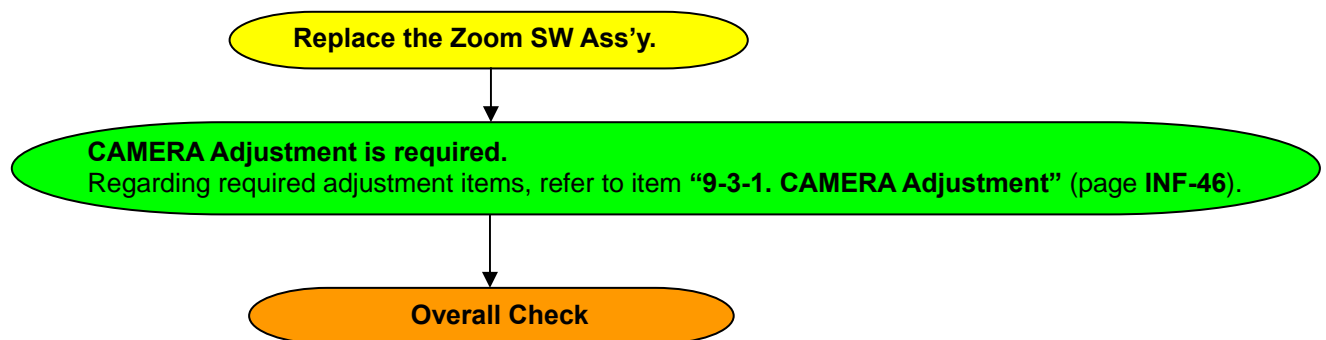 Replace the Zoom SW Ass’y.
CAMERA Adjustment is required.
Regarding required adjustment items, refer to item “9-3-1. CAMERA Adjustment” (page INF-46).
Overall Check